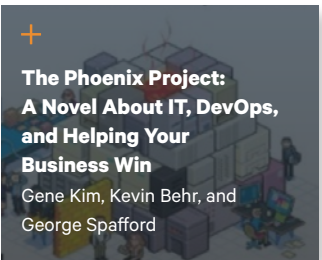 The Phoenix Project:
A Novel About IT, DevOps,
and Helping Your
Business Win
Gene Kim, Kevin Behr, and
George Spafford